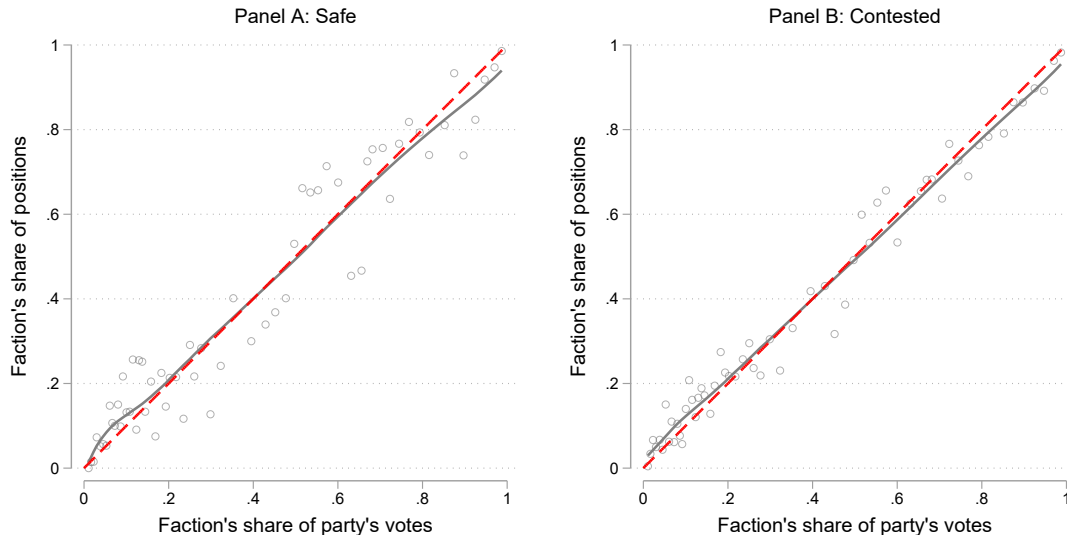 Panel A: Safe
Faction's share of positions
1
.8
.6
.4
.2
0
0 .2 .4 .6 .8 1
Faction's share of party's votes
Panel B: Contested
Faction's share of positions
1
.8
.6
.4
.2
0
0 .2 .4 .6 .8 1
Faction's share of party's votes